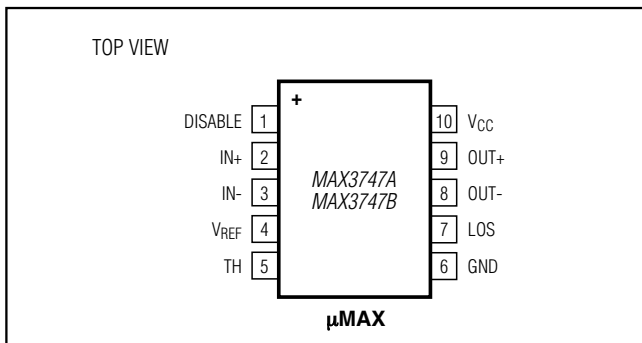 TOP VIEW
+
DISABLE 1
IN+ 2
IN- 3
VREF 4
TH 5
MAX3747A
MAX3747B
10 VCC
9 OUT+
8 OUT-
7 LOS
6 GND
μMAX